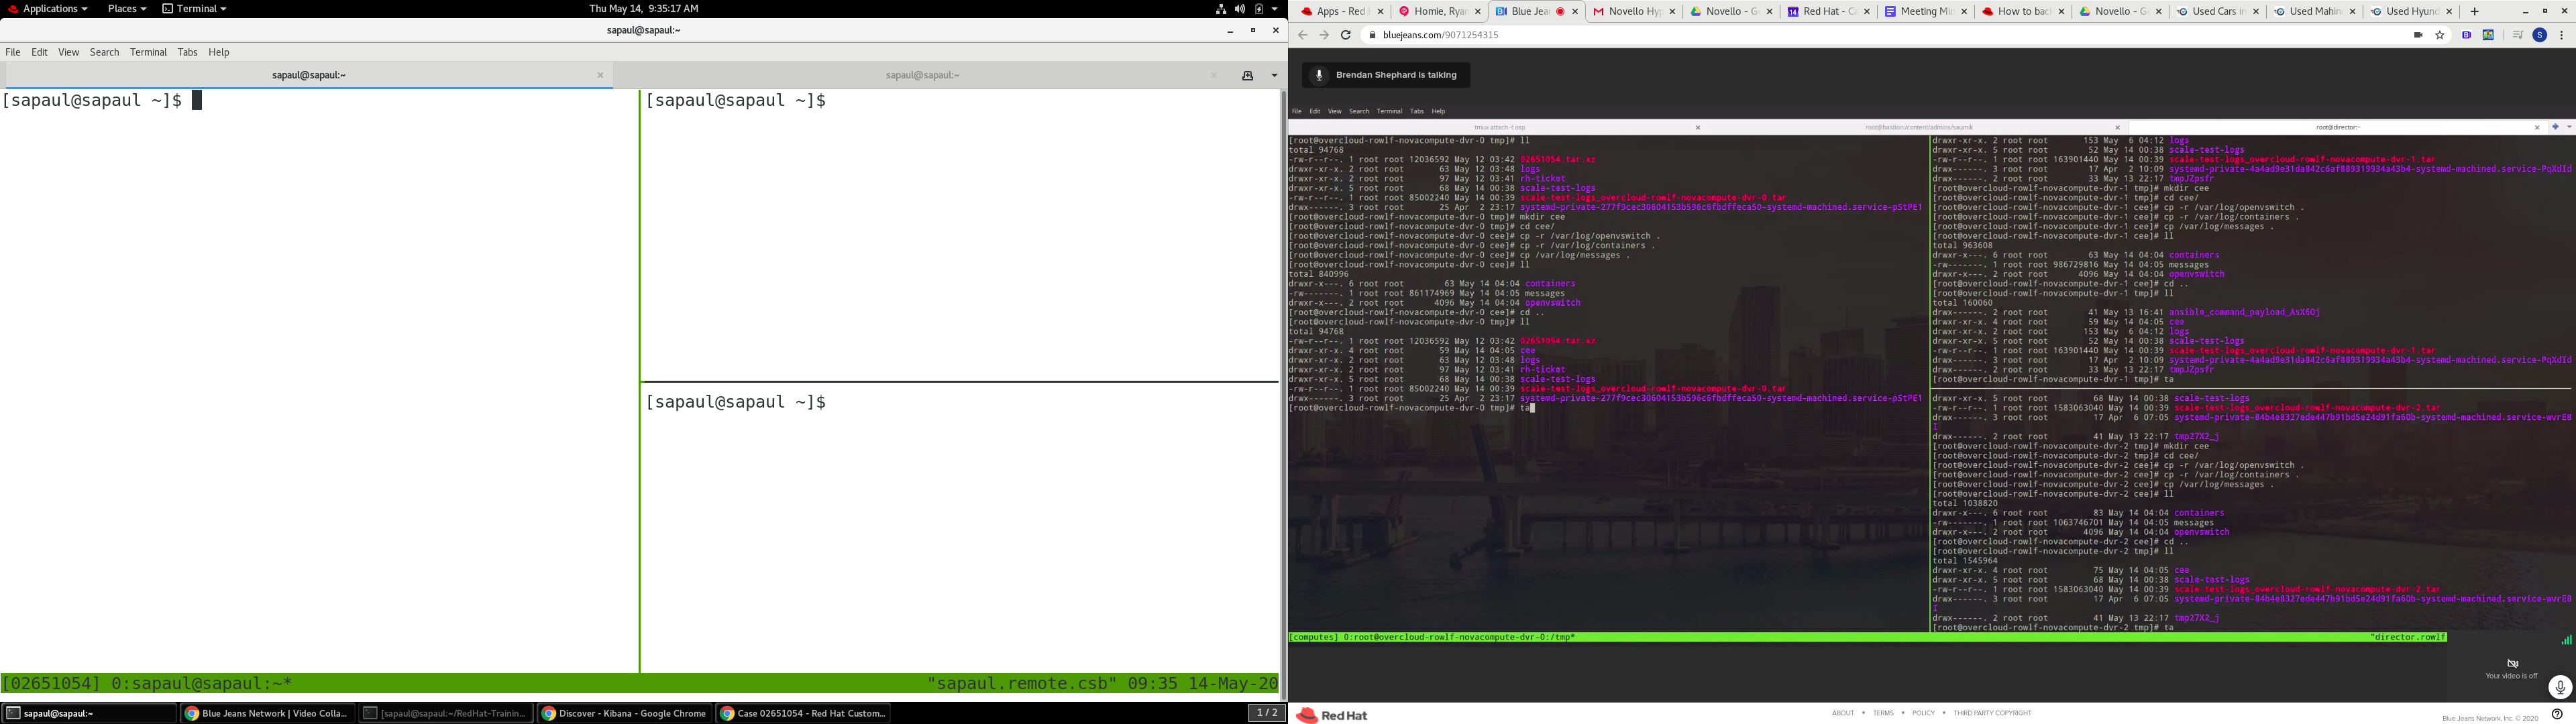 Applications Places Terminal Thu May 14, 9:35:17 AM
sapaul@sapaul:~
File Edit View Search Terminal Tabs Help
sapaul@sapaul:~ sapaul@sapaul:~
[sapaul@sapaul ~]$
[sapaul@sapaul ~]$
[sapaul@sapaul ~]$
[02651054] 0:sapaul@sapaul:~* "sapaul.remote.csb" 09:35 14-May-20
sapaul@sapaul:~ Blue Jeans Network | Video Colla... [sapaul@sapaul:~/RedHat-Trainin... Discover - Kibana - Google Chrome Case 02651054 - Red Hat Custom... 1 / 2
Apps - Red H Homie, Ryan Blue Jean Novello Hyp Novello - Go Red Hat - Ca Meeting Min How to back Novello - Go Used Cars in Used Mahin Used Hyund
bluejeans.com/9071254315
Brendan Shephard is talking
File Edit View Search Terminal Tabs Help
tmux attach -t osp root@bastion:/content/admins/saurnik root@director:~
[root@overcloud-rowlf-novacompute-dvr-0 tmp]# ll
total 94768
-rw-r--r--. 1 root root 12036592 May 12 03:42 02651054.tar.xz
drwxr-xr-x. 2 root root 63 May 12 03:48 logs
drwxr-xr-x. 2 root root 97 May 12 03:41 rh-ticket
drwxr-xr-x. 5 root root 68 May 14 00:38 scale-test-logs
-rw-r--r--. 1 root root 85002240 May 14 00:39 scale-test-logs_overcloud-rowlf-novacompute-dvr-0.tar
drwx------. 3 root root 25 Apr 2 23:17 systemd-private-277f9cec30604153b596c6fbdffeca50-systemd-machined.service-pStPE1
[root@overcloud-rowlf-novacompute-dvr-0 tmp]# mkdir cee
[root@overcloud-rowlf-novacompute-dvr-0 tmp]# cd cee/
[root@overcloud-rowlf-novacompute-dvr-0 cee]# cp -r /var/log/openvswitch .
[root@overcloud-rowlf-novacompute-dvr-0 cee]# cp -r /var/log/containers .
[root@overcloud-rowlf-novacompute-dvr-0 cee]# cp /var/log/messages .
[root@overcloud-rowlf-novacompute-dvr-0 cee]# ll
total 840996
drwxr-x---. 6 root root 63 May 14 04:04 containers
-rw-------. 1 root root 861174969 May 14 04:05 messages
drwxr-x---. 2 root root 4096 May 14 04:04 openvswitch
[root@overcloud-rowlf-novacompute-dvr-0 cee]# cd ..
[root@overcloud-rowlf-novacompute-dvr-0 tmp]# ll
total 94768
-rw-r--r--. 1 root root 12036592 May 12 03:42 02651054.tar.xz
drwxr-xr-x. 4 root root 59 May 14 04:05 cee
drwxr-xr-x. 2 root root 63 May 12 03:48 logs
drwxr-xr-x. 2 root root 97 May 12 03:41 rh-ticket
drwxr-xr-x. 5 root root 68 May 14 00:38 scale-test-logs
-rw-r--r--. 1 root root 85002240 May 14 00:39 scale-test-logs_overcloud-rowlf-novacompute-dvr-0.tar
drwx------. 3 root root 25 Apr 2 23:17 systemd-private-277f9cec30604153b596c6fbdffeca50-systemd-machined.service-pStPE1
[root@overcloud-rowlf-novacompute-dvr-0 tmp]# ta
drwxr-xr-x. 2 root root 153 May 6 04:12 logs
drwxr-xr-x. 5 root root 52 May 14 00:38 scale-test-logs
-rw-r--r--. 1 root root 163901440 May 14 00:39 scale-test-logs_overcloud-rowlf-novacompute-dvr-1.tar
drwx------. 3 root root 17 Apr 2 10:09 systemd-private-4a4ad9e31da842c6af889319934a43b4-systemd-machined.service-PqXdId
drwx------. 2 root root 33 May 13 22:17 tmpJZpsfr
[root@overcloud-rowlf-novacompute-dvr-1 tmp]# mkdir cee
[root@overcloud-rowlf-novacompute-dvr-1 tmp]# cd cee/
[root@overcloud-rowlf-novacompute-dvr-1 cee]# cp -r /var/log/openvswitch .
[root@overcloud-rowlf-novacompute-dvr-1 cee]# cp -r /var/log/containers .
[root@overcloud-rowlf-novacompute-dvr-1 cee]# cp /var/log/messages .
[root@overcloud-rowlf-novacompute-dvr-1 cee]# ll
total 963608
drwxr-x---. 6 root root 63 May 14 04:04 containers
-rw-------. 1 root root 986729816 May 14 04:05 messages
drwxr-x---. 2 root root 4096 May 14 04:04 openvswitch
[root@overcloud-rowlf-novacompute-dvr-1 cee]# cd ..
[root@overcloud-rowlf-novacompute-dvr-1 tmp]# ll
total 160060
drwx------. 2 root root 41 May 13 16:41 ansible_command_payload_AsX6Oj
drwxr-xr-x. 4 root root 59 May 14 04:05 cee
drwxr-xr-x. 2 root root 153 May 6 04:12 logs
drwxr-xr-x. 5 root root 52 May 14 00:38 scale-test-logs
-rw-r--r--. 1 root root 163901440 May 14 00:39 scale-test-logs_overcloud-rowlf-novacompute-dvr-1.tar
drwx------. 3 root root 17 Apr 2 10:09 systemd-private-4a4ad9e31da842c6af889319934a43b4-systemd-machined.service-PqXdId
drwx------. 2 root root 33 May 13 22:17 tmpJZpsfr
[root@overcloud-rowlf-novacompute-dvr-1 tmp]# ta
drwxr-xr-x. 5 root root 68 May 14 00:38 scale-test-logs
-rw-r--r--. 1 root root 1583063040 May 14 00:39 scale-test-logs_overcloud-rowlf-novacompute-dvr-2.tar
drwx------. 3 root root 17 Apr 6 07:05 systemd-private-84b4e8327ede447b91bd5e24d91fa60b-systemd-machined.service-wvrE8
I
drwx------. 2 root root 41 May 13 22:17 tmp27X2_j
[root@overcloud-rowlf-novacompute-dvr-2 tmp]# mkdir cee
[root@overcloud-rowlf-novacompute-dvr-2 tmp]# cd cee/
[root@overcloud-rowlf-novacompute-dvr-2 cee]# cp -r /var/log/openvswitch .
[root@overcloud-rowlf-novacompute-dvr-2 cee]# cp -r /var/log/containers .
[root@overcloud-rowlf-novacompute-dvr-2 cee]# cp /var/log/messages .
[root@overcloud-rowlf-novacompute-dvr-2 cee]# ll
total 1038820
drwxr-x---. 6 root root 83 May 14 04:04 containers
-rw-------. 1 root root 1063746701 May 14 04:05 messages
drwxr-x---. 2 root root 4096 May 14 04:04 openvswitch
[root@overcloud-rowlf-novacompute-dvr-2 cee]# cd ..
[root@overcloud-rowlf-novacompute-dvr-2 tmp]# ll
total 1545964
drwxr-xr-x. 4 root root 75 May 14 04:05 cee
drwxr-xr-x. 5 root root 68 May 14 00:38 scale-test-logs
-rw-r--r--. 1 root root 1583063040 May 14 00:39 scale-test-logs_overcloud-rowlf-novacompute-dvr-2.tar
drwx------. 3 root root 17 Apr 6 07:05 systemd-private-84b4e8327ede447b91bd5e24d91fa60b-systemd-machined.service-wvrE8
I
drwx------. 2 root root 41 May 13 22:17 tmp27X2_j
[root@overcloud-rowlf-novacompute-dvr-2 tmp]# ta
[computes] 0:root@overcloud-rowlf-novacompute-dvr-0:/tmp* "director.rowlf
Your video is off
Red Hat ABOUT • TERMS • POLICY • THIRD PARTY COPYRIGHT Blue Jeans Network, Inc. © 2020